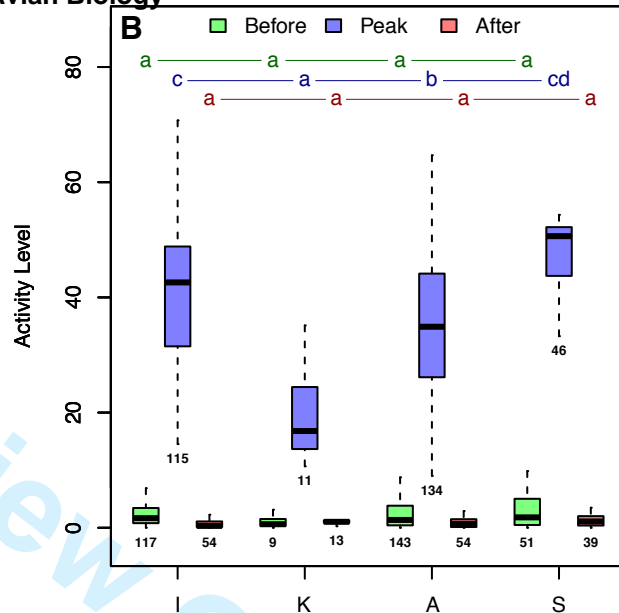 Avian Biology
B Before Peak After
80 a a a a
c a b cd
a a a a
60
Activity Level
40
46
115
20
11
134
0
117 54 9 13 143 54 51 39
I K A S